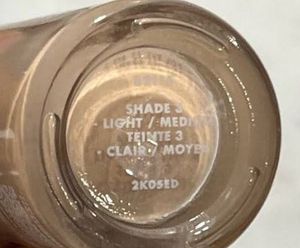 SHADE 3
LIGHT / MEDIUM
TEINTE 3
CLAIR / MOYEN
2K05ED